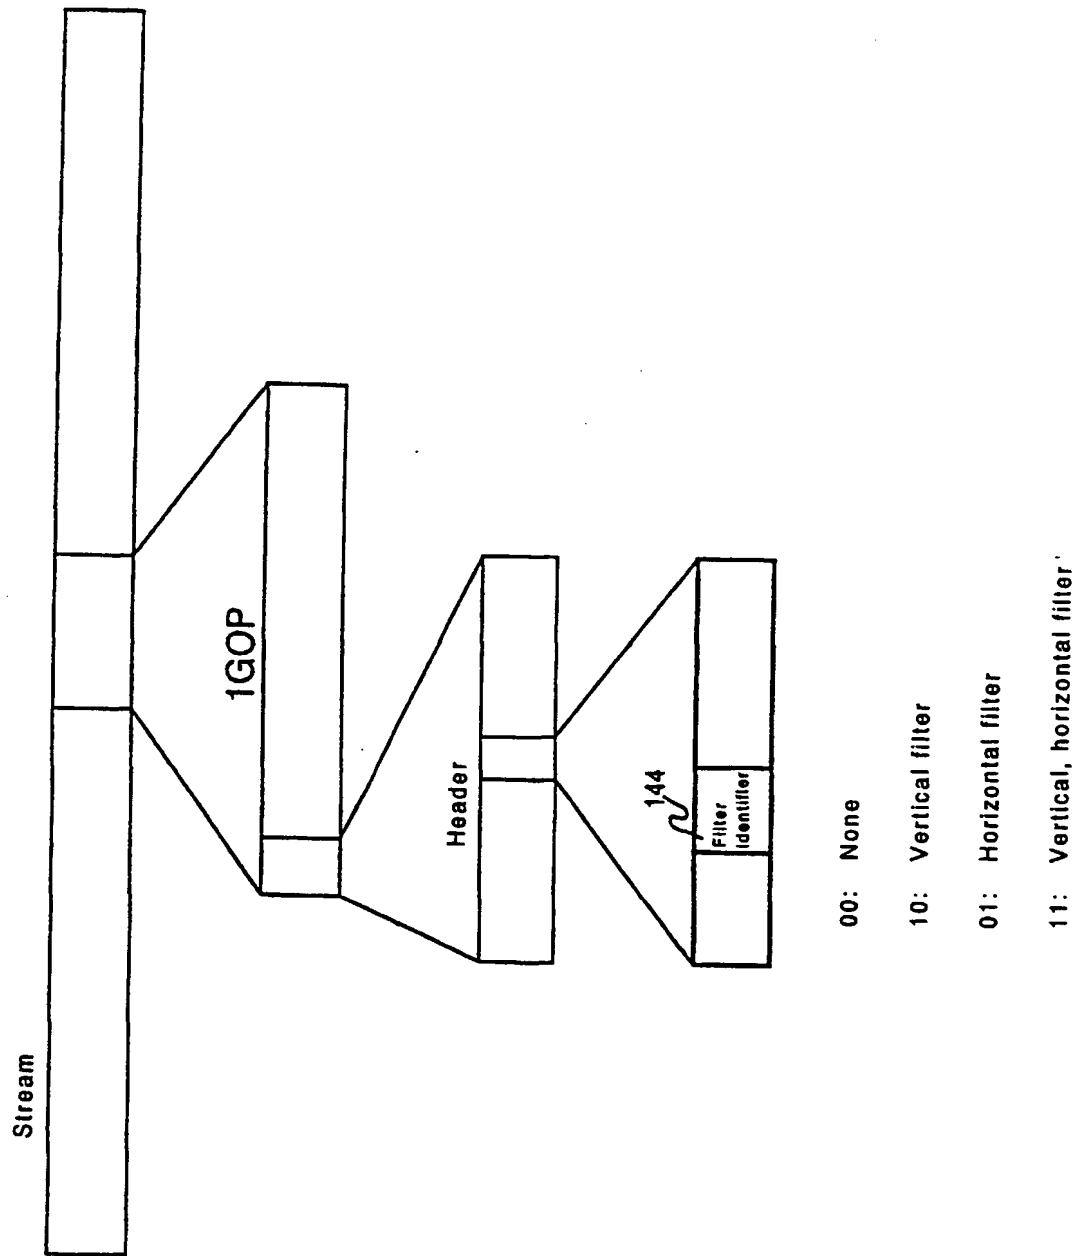 Stream
1GOP
Header
144
Filter
identifier
00: None
10: Vertical filter
01: Horizontal filter
11: Vertical, horizontal filter